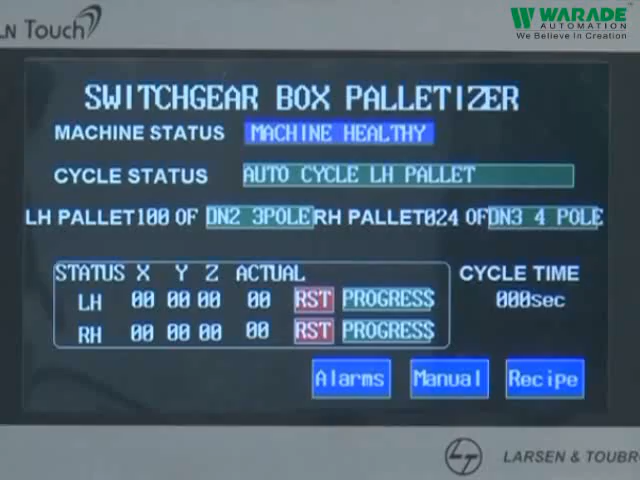 LN Touch
WARADE
AUTOMATION
We Believe in Creation
SWITCHGEAR BOX PALLETIZER
MACHINE STATUS MACHINE HEALTHY
CYCLE STATUS AUTO CYCLE LH PALLET
LH PALLET100 OF DN2 3POLE RH PALLET024 OF DN3 4 POLE
STATUS X Y Z ACTUAL CYCLE TIME
LH 00 00 00 00 RST PROGRESS 000sec
RH 00 00 00 00 RST PROGRESS
Alarms Manual Recipe
LARSEN & TOUBRO